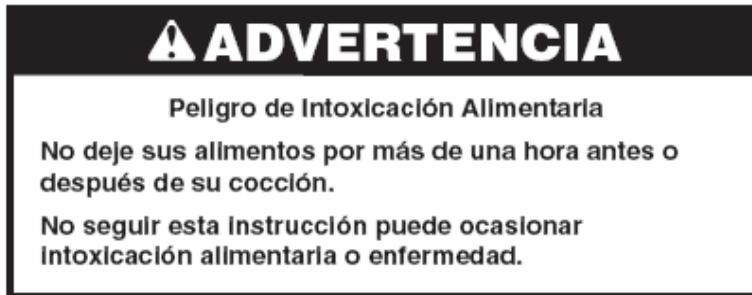 ADVERTENCIA
Peligro de Intoxicación Alimentaria
No deje sus alimentos por más de una hora antes o
después de su cocción.
No seguir esta instrucción puede ocasionar
intoxicación alimentaria o enfermedad.